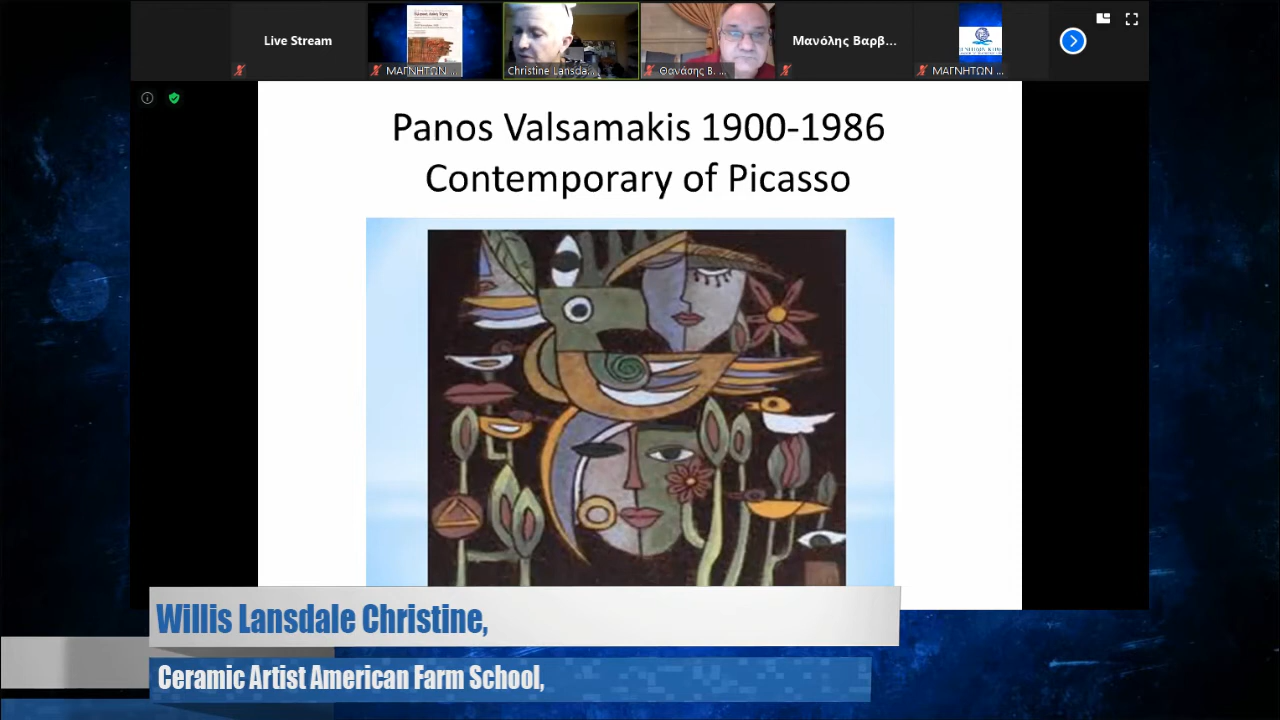 Live Stream
ΜΑΓΝΗΤΩΝ ...
Christine Lansda...
Θανάσης Β. ...
Μανόλης Βαρβ...
ΜΑΓΝΗΤΩΝ ...
Panos Valsamakis 1900-1986
Contemporary of Picasso
Willis Lansdale Christine,
Ceramic Artist American Farm School,